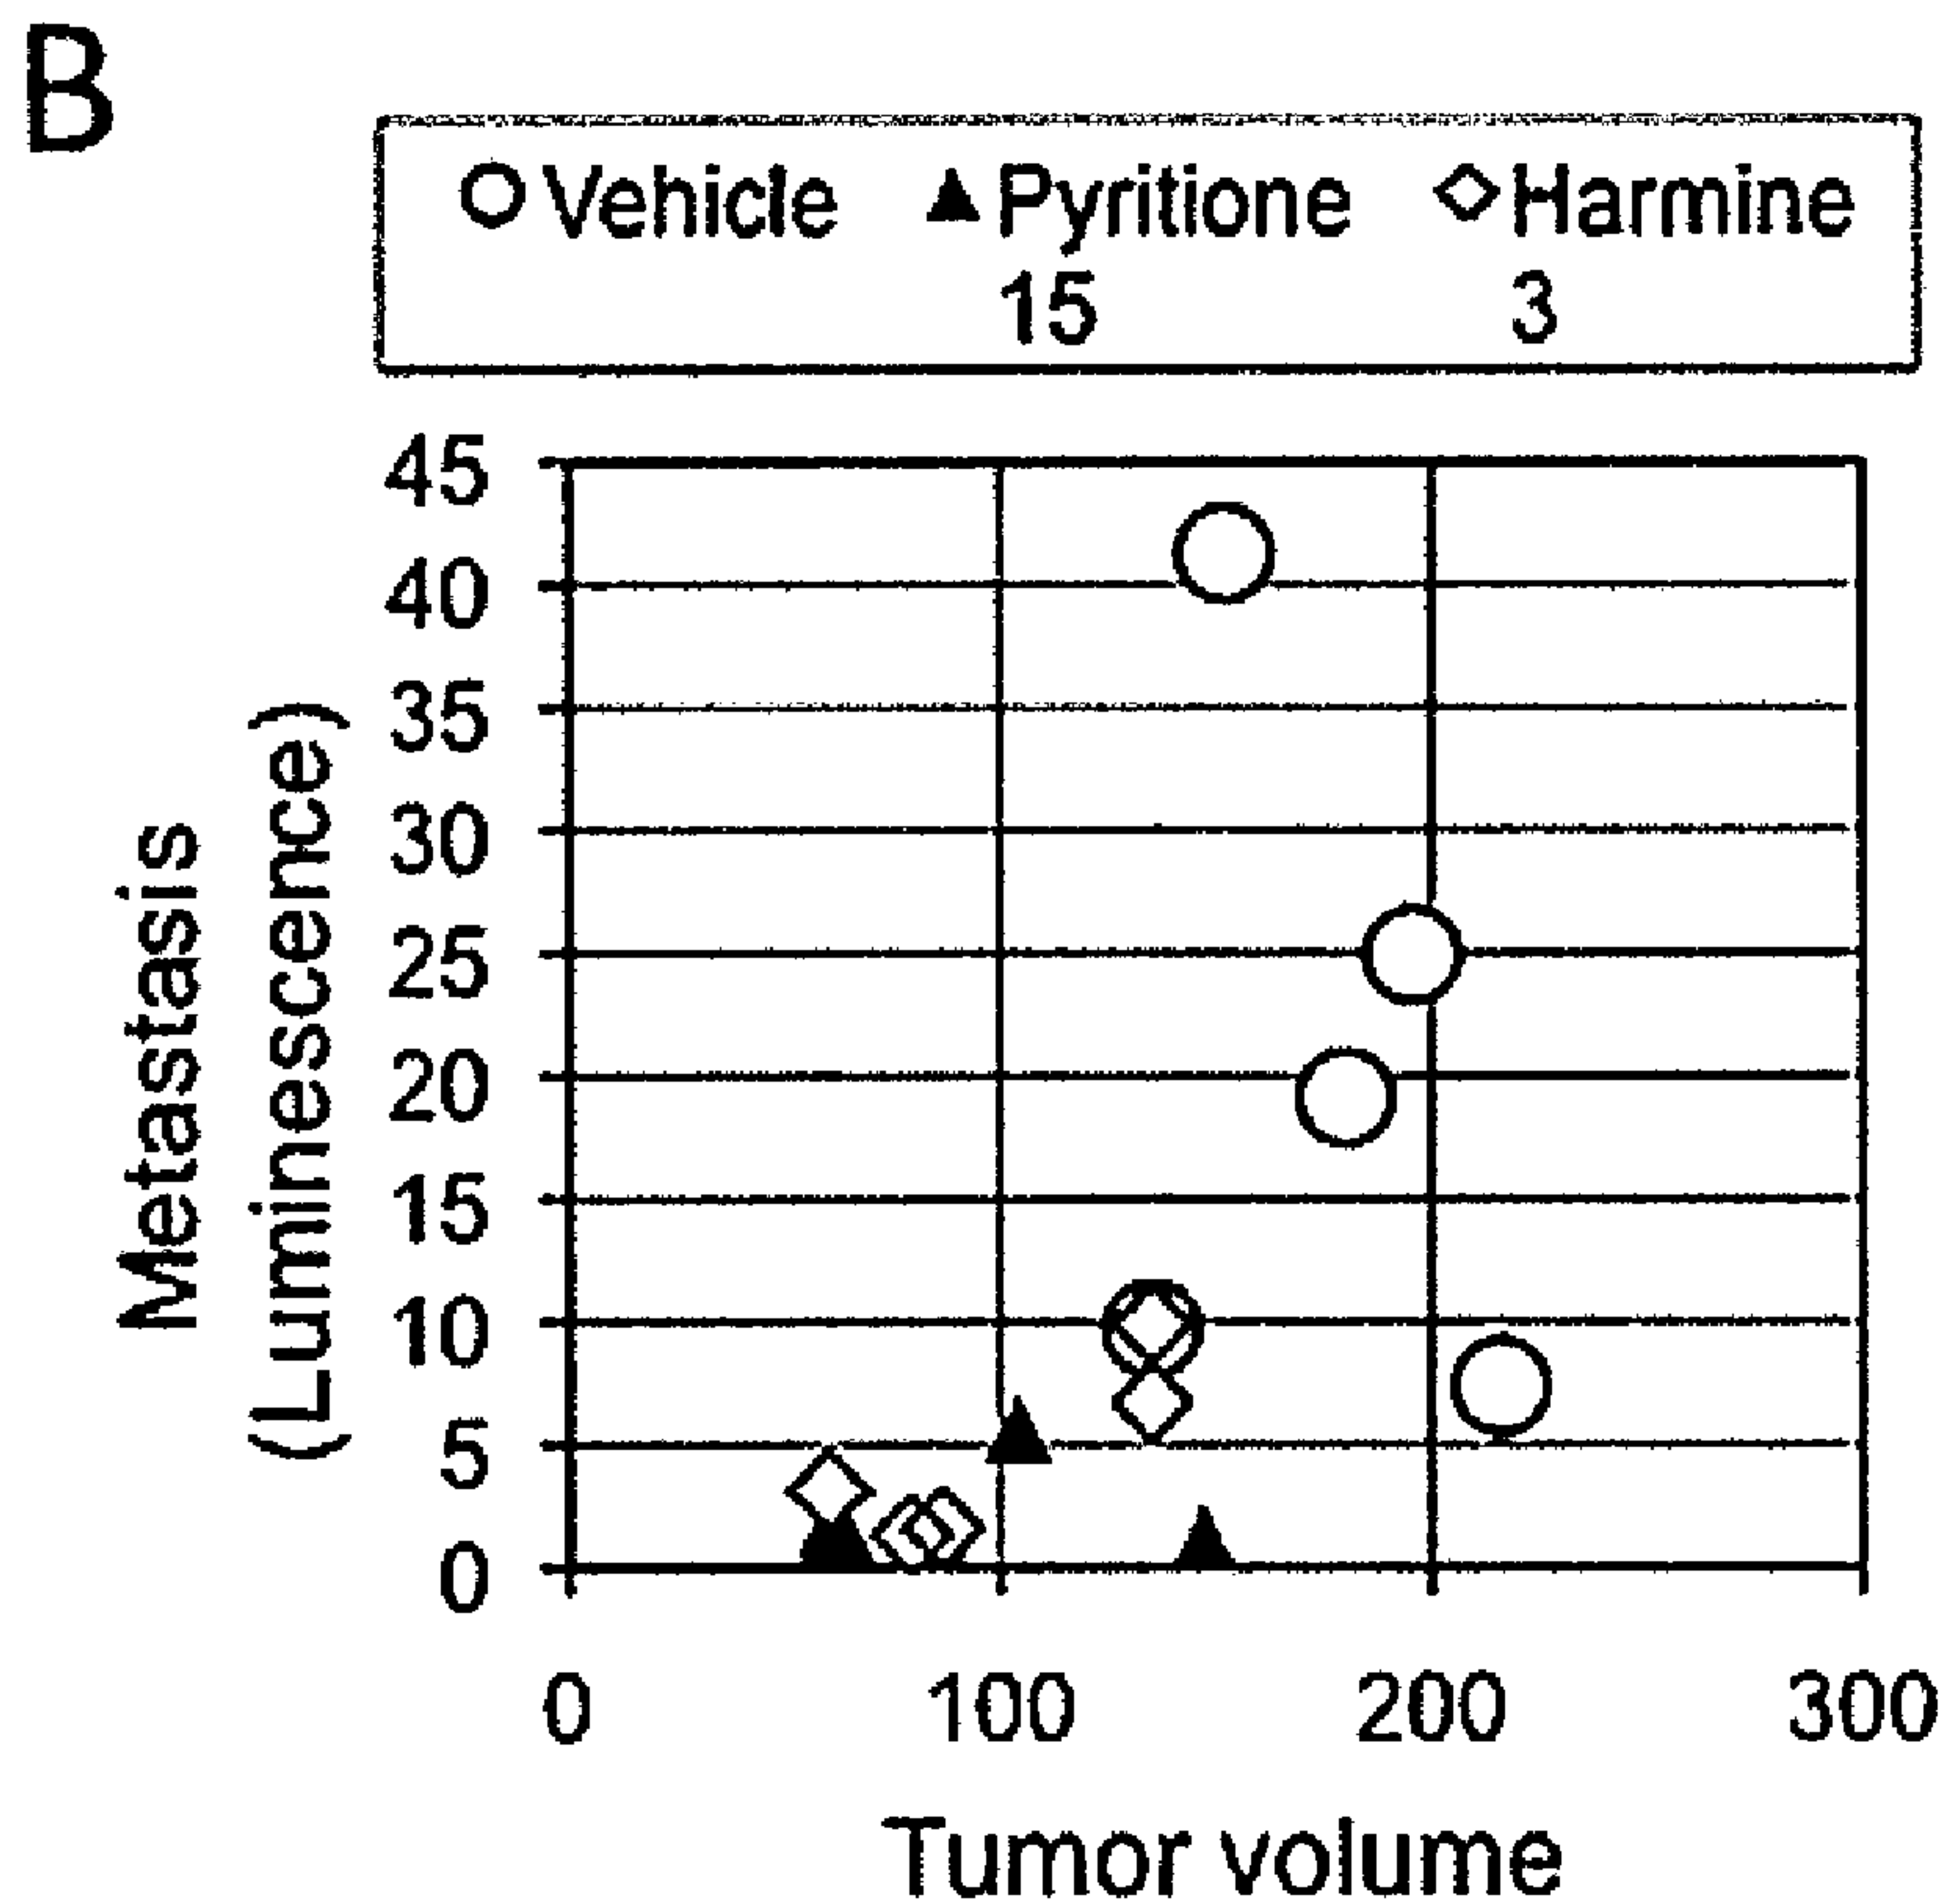 B
Vehicle Pyritione Harmine
15 3
45
40
35
30
25
20
15
10
5
0
Metastasis
(Luminescence)
0 100 200 300
Tumor volume